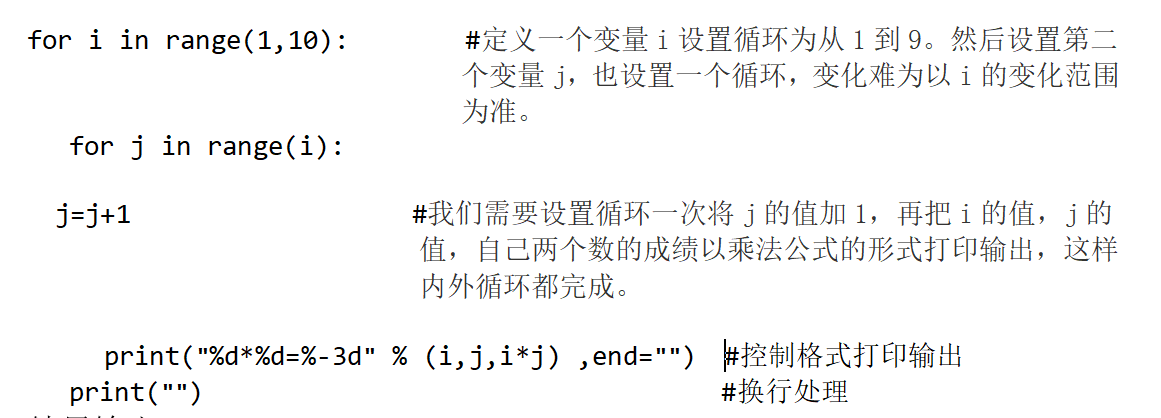 for i in range(1,10): #定义一个变量i设置循环为从1到9。然后设置第二
个变量j，也设置一个循环，变化难为以i的变化范围
为准。
for j in range(i):
j=j+1 #我们需要设置循环一次将j的值加1，再把i的值，j的
值，自己两个数的成绩以乘法公式的形式打印输出，这样
内外循环都完成。
print("%d*%d=%-3d" % (i,j,i*j) ,end="") #控制格式打印输出
print("") #换行处理